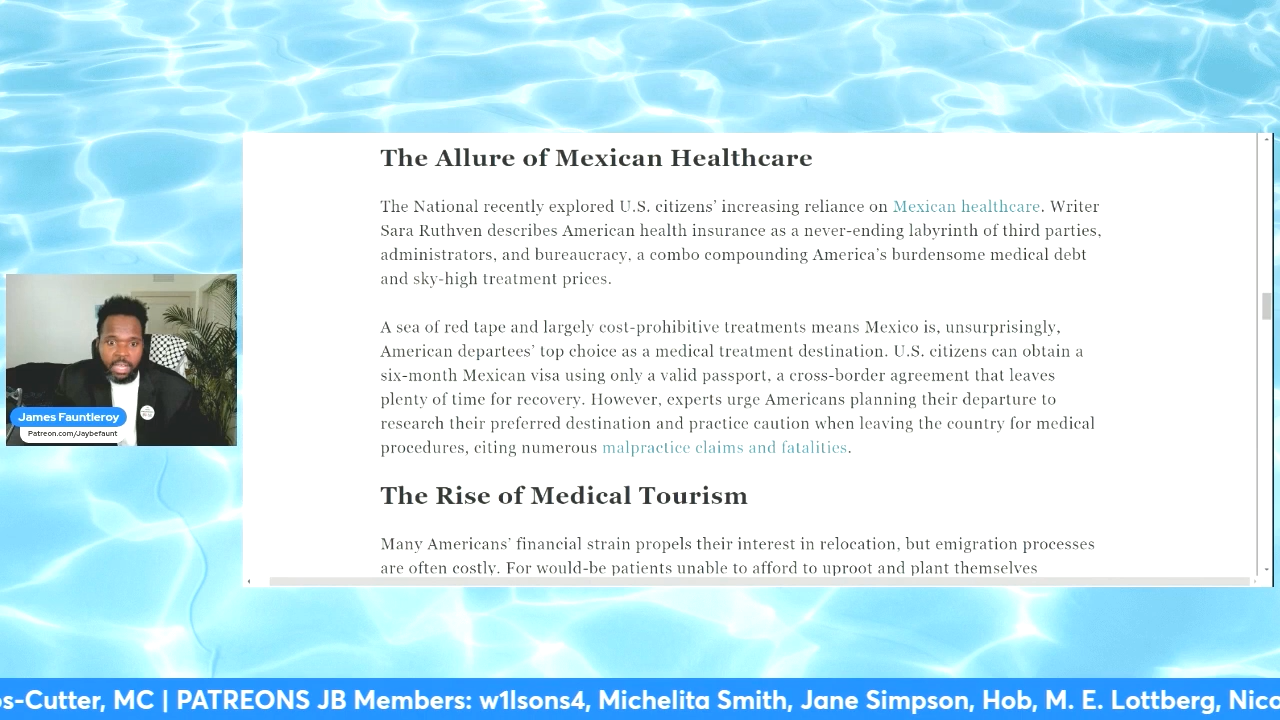 The Allure of Mexican Healthcare
The National recently explored U.S. citizens' increasing reliance on Mexican healthcare. Writer
Sara Ruthven describes American health insurance as a never-ending labyrinth of third parties,
administrators, and bureaucracy, a combo compounding America's burdensome medical debt
and sky-high treatment prices.
A sea of red tape and largely cost-prohibitive treatments means Mexico is, unsurprisingly,
American departees' top choice as a medical treatment destination. U.S. citizens can obtain a
six-month Mexican visa using only a valid passport, a cross-border agreement that leaves
plenty of time for recovery. However, experts urge Americans planning their departure to
research their preferred destination and practice caution when leaving the country for medical
procedures, citing numerous malpractice claims and fatalities.
The Rise of Medical Tourism
Many Americans' financial strain propels their interest in relocation, but emigration processes
are often costly. For would-be patients unable to afford to uproot and plant themselves
James Fauntleroy
Patreon.com/Jaybefaunt
os-Cutter, MC | PATREONS JB Members: w1lsons4, Michelita Smith, Jane Simpson, Hob, M. E. Lottberg, Nico